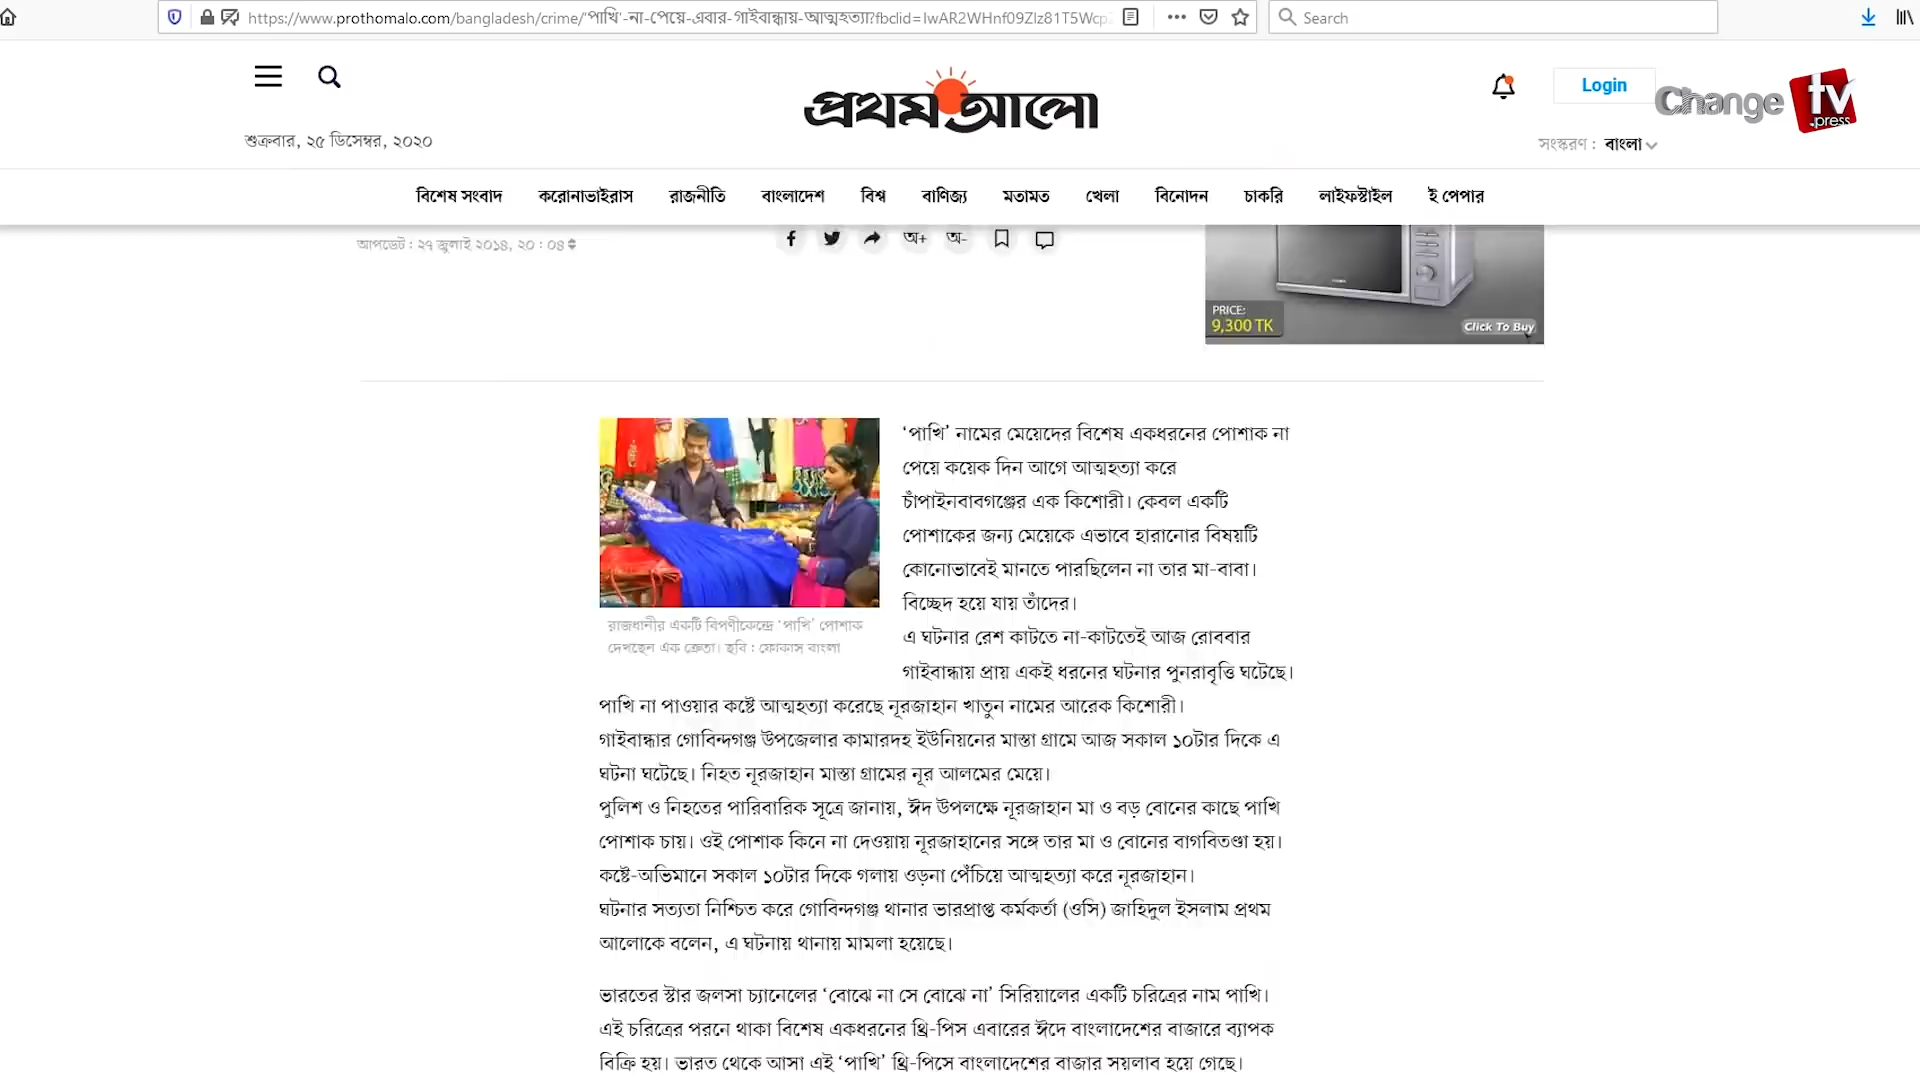 https://www.prothomalo.com/bangladesh/crime/'পাখি'-না-পেয়ে-এবার-গাইবান্ধায়-আত্মহত্যা?fbclid=IwAR2WHnf09Zlz81T5Wcp
Search
প্রথম আলো
Login
Change tv .press
শুক্রবার, ২৫ ডিসেম্বর, ২০২০
সংস্করণ : বাংলা
বিশেষ সংবাদ করোনাভাইরাস রাজনীতি বাংলাদেশ বিশ্ব বাণিজ্য মতামত খেলা বিনোদন চাকরি লাইফস্টাইল ই পেপার
আপডেট : ২৭ জুলাই ২০১৪, ২০ : ০৪
অ+ অ-
PRICE:
9,300 TK
Click To Buy
‘পাখি’ নামের মেয়েদের বিশেষ একধরনের পোশাক না
পেয়ে কয়েক দিন আগে আত্মহত্যা করে
চাঁপাইনবাবগঞ্জের এক কিশোরী। কেবল একটি
পোশাকের জন্য মেয়েকে এভাবে হারানোর বিষয়টি
কোনোভাবেই মানতে পারছিলেন না তার মা-বাবা।
বিচ্ছেদ হয়ে যায় তাঁদের।
এ ঘটনার রেশ কাটতে না-কাটতেই আজ রোববার
গাইবান্ধায় প্রায় একই ধরনের ঘটনার পুনরাবৃত্তি ঘটেছে।
রাজধানীর একটি বিপণীকেন্দ্রে ‘পাখি’ পোশাক
দেখছেন এক ক্রেতা। ছবি : ফোকাস বাংলা
পাখি না পাওয়ার কষ্টে আত্মহত্যা করেছে নূরজাহান খাতুন নামের আরেক কিশোরী।
গাইবান্ধার গোবিন্দগঞ্জ উপজেলার কামারদহ ইউনিয়নের মাস্তা গ্রামে আজ সকাল ১০টার দিকে এ
ঘটনা ঘটেছে। নিহত নূরজাহান মাস্তা গ্রামের নূর আলমের মেয়ে।
পুলিশ ও নিহতের পারিবারিক সূত্রে জানায়, ঈদ উপলক্ষে নূরজাহান মা ও বড় বোনের কাছে পাখি
পোশাক চায়। ওই পোশাক কিনে না দেওয়ায় নূরজাহানের সঙ্গে তার মা ও বোনের বাগবিতণ্ডা হয়।
কষ্টে-অভিমানে সকাল ১০টার দিকে গলায় ওড়না পেঁচিয়ে আত্মহত্যা করে নূরজাহান।
ঘটনার সত্যতা নিশ্চিত করে গোবিন্দগঞ্জ থানার ভারপ্রাপ্ত কর্মকর্তা (ওসি) জাহিদুল ইসলাম প্রথম
আলোকে বলেন, এ ঘটনায় থানায় মামলা হয়েছে।
ভারতের স্টার জলসা চ্যানেলের ‘বোঝে না সে বোঝে না’ সিরিয়ালের একটি চরিত্রের নাম পাখি।
এই চরিত্রের পরনে থাকা বিশেষ একধরনের থ্রি-পিস এবারের ঈদে বাংলাদেশের বাজারে ব্যাপক
বিক্রি হয়। ভারত থেকে আসা এই ‘পাখি’ থ্রি-পিসে বাংলাদেশের বাজার সয়লাব হয়ে গেছে।